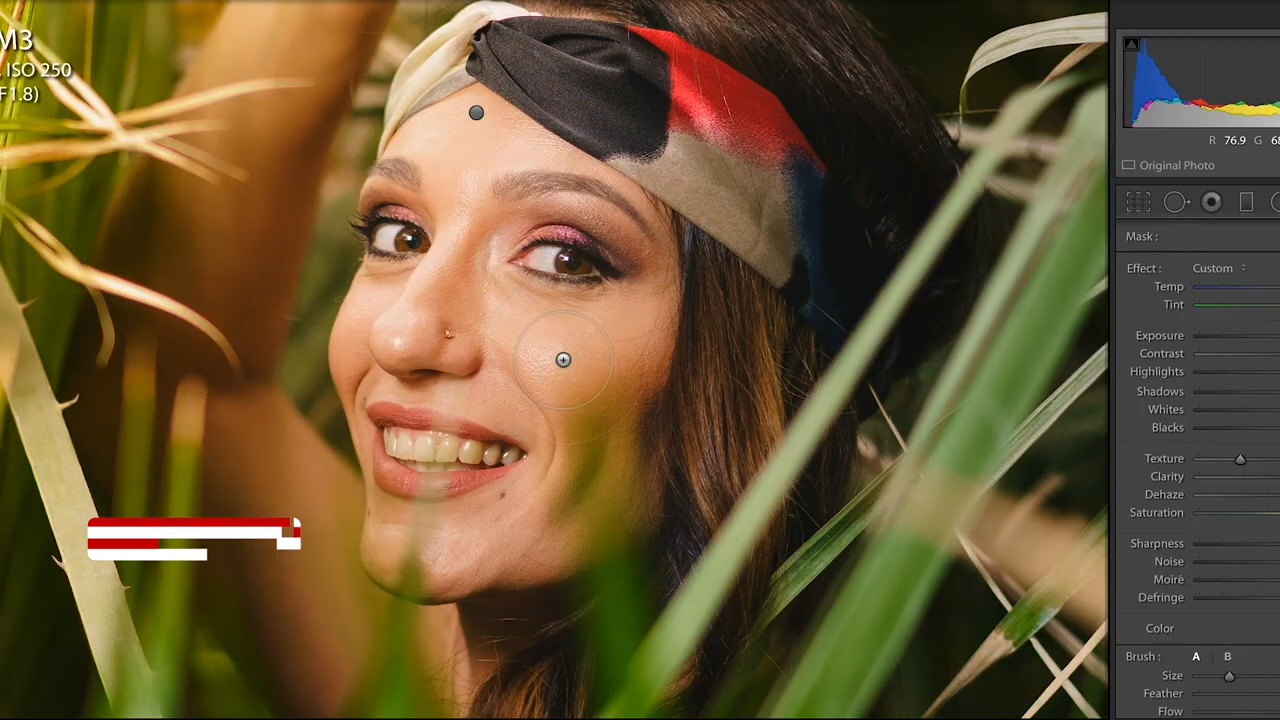 M3
. ISO 250
F1.8)
R 76.9 G 68
Original Photo
Mask :
Effect : Custom
Temp
Tint
Exposure
Contrast
Highlights
Shadows
Whites
Blacks
Texture
Clarity
Dehaze
Saturation
Sharpness
Noise
Moiré
Defringe
Color
Brush : A B
Size
Feather
Flow